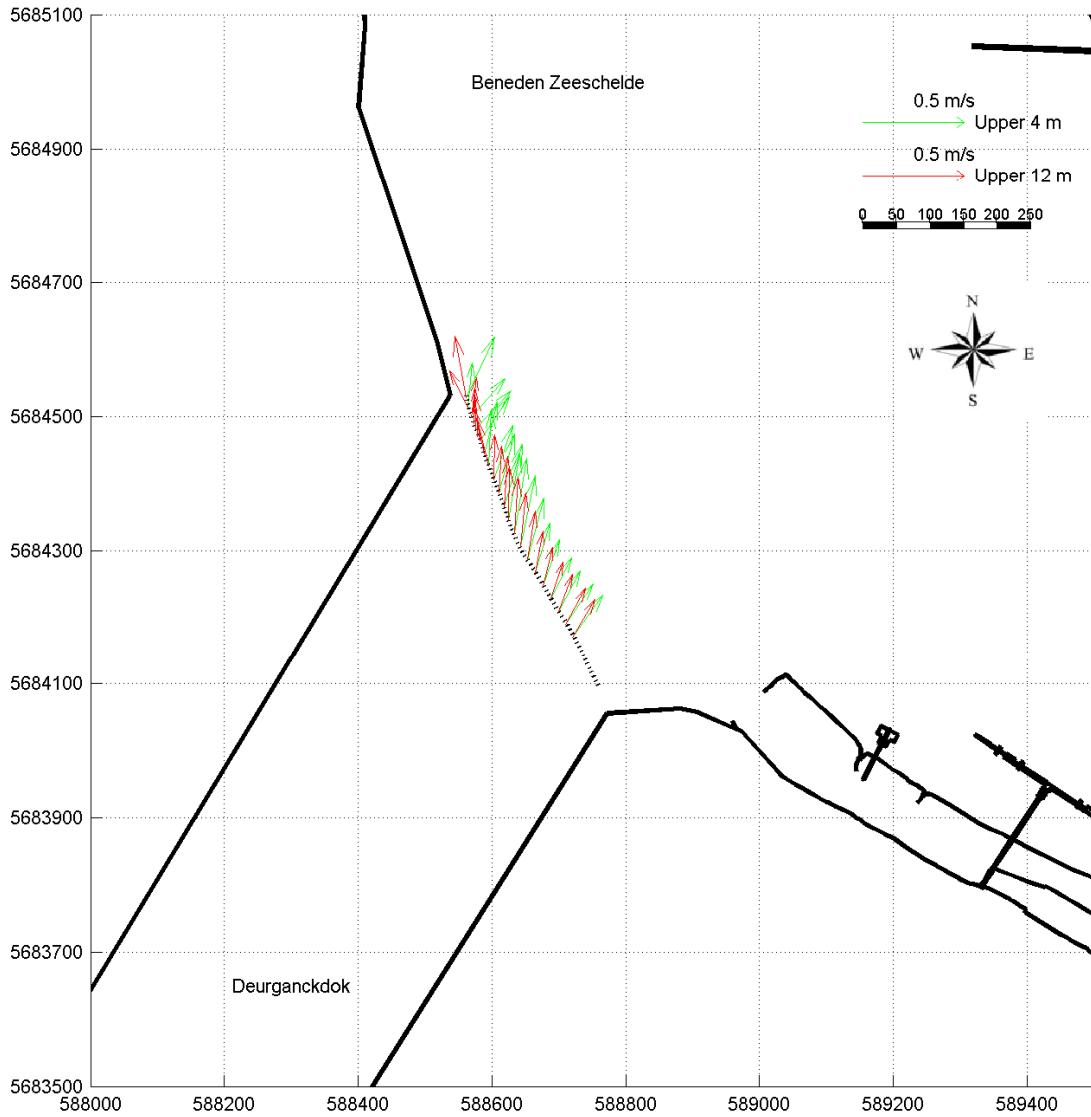 5685100
Beneden Zeeschelde
0.5 m/s
Upper 4 m
5684900
0.5 m/s
Upper 12 m
0 50 100 150 200 250
5684700
N
W E
S
5684500
5684300
5684100
5683900
5683700
Deurganckdok
5683500
588000 588200 588400 588600 588800 589000 589200 589400